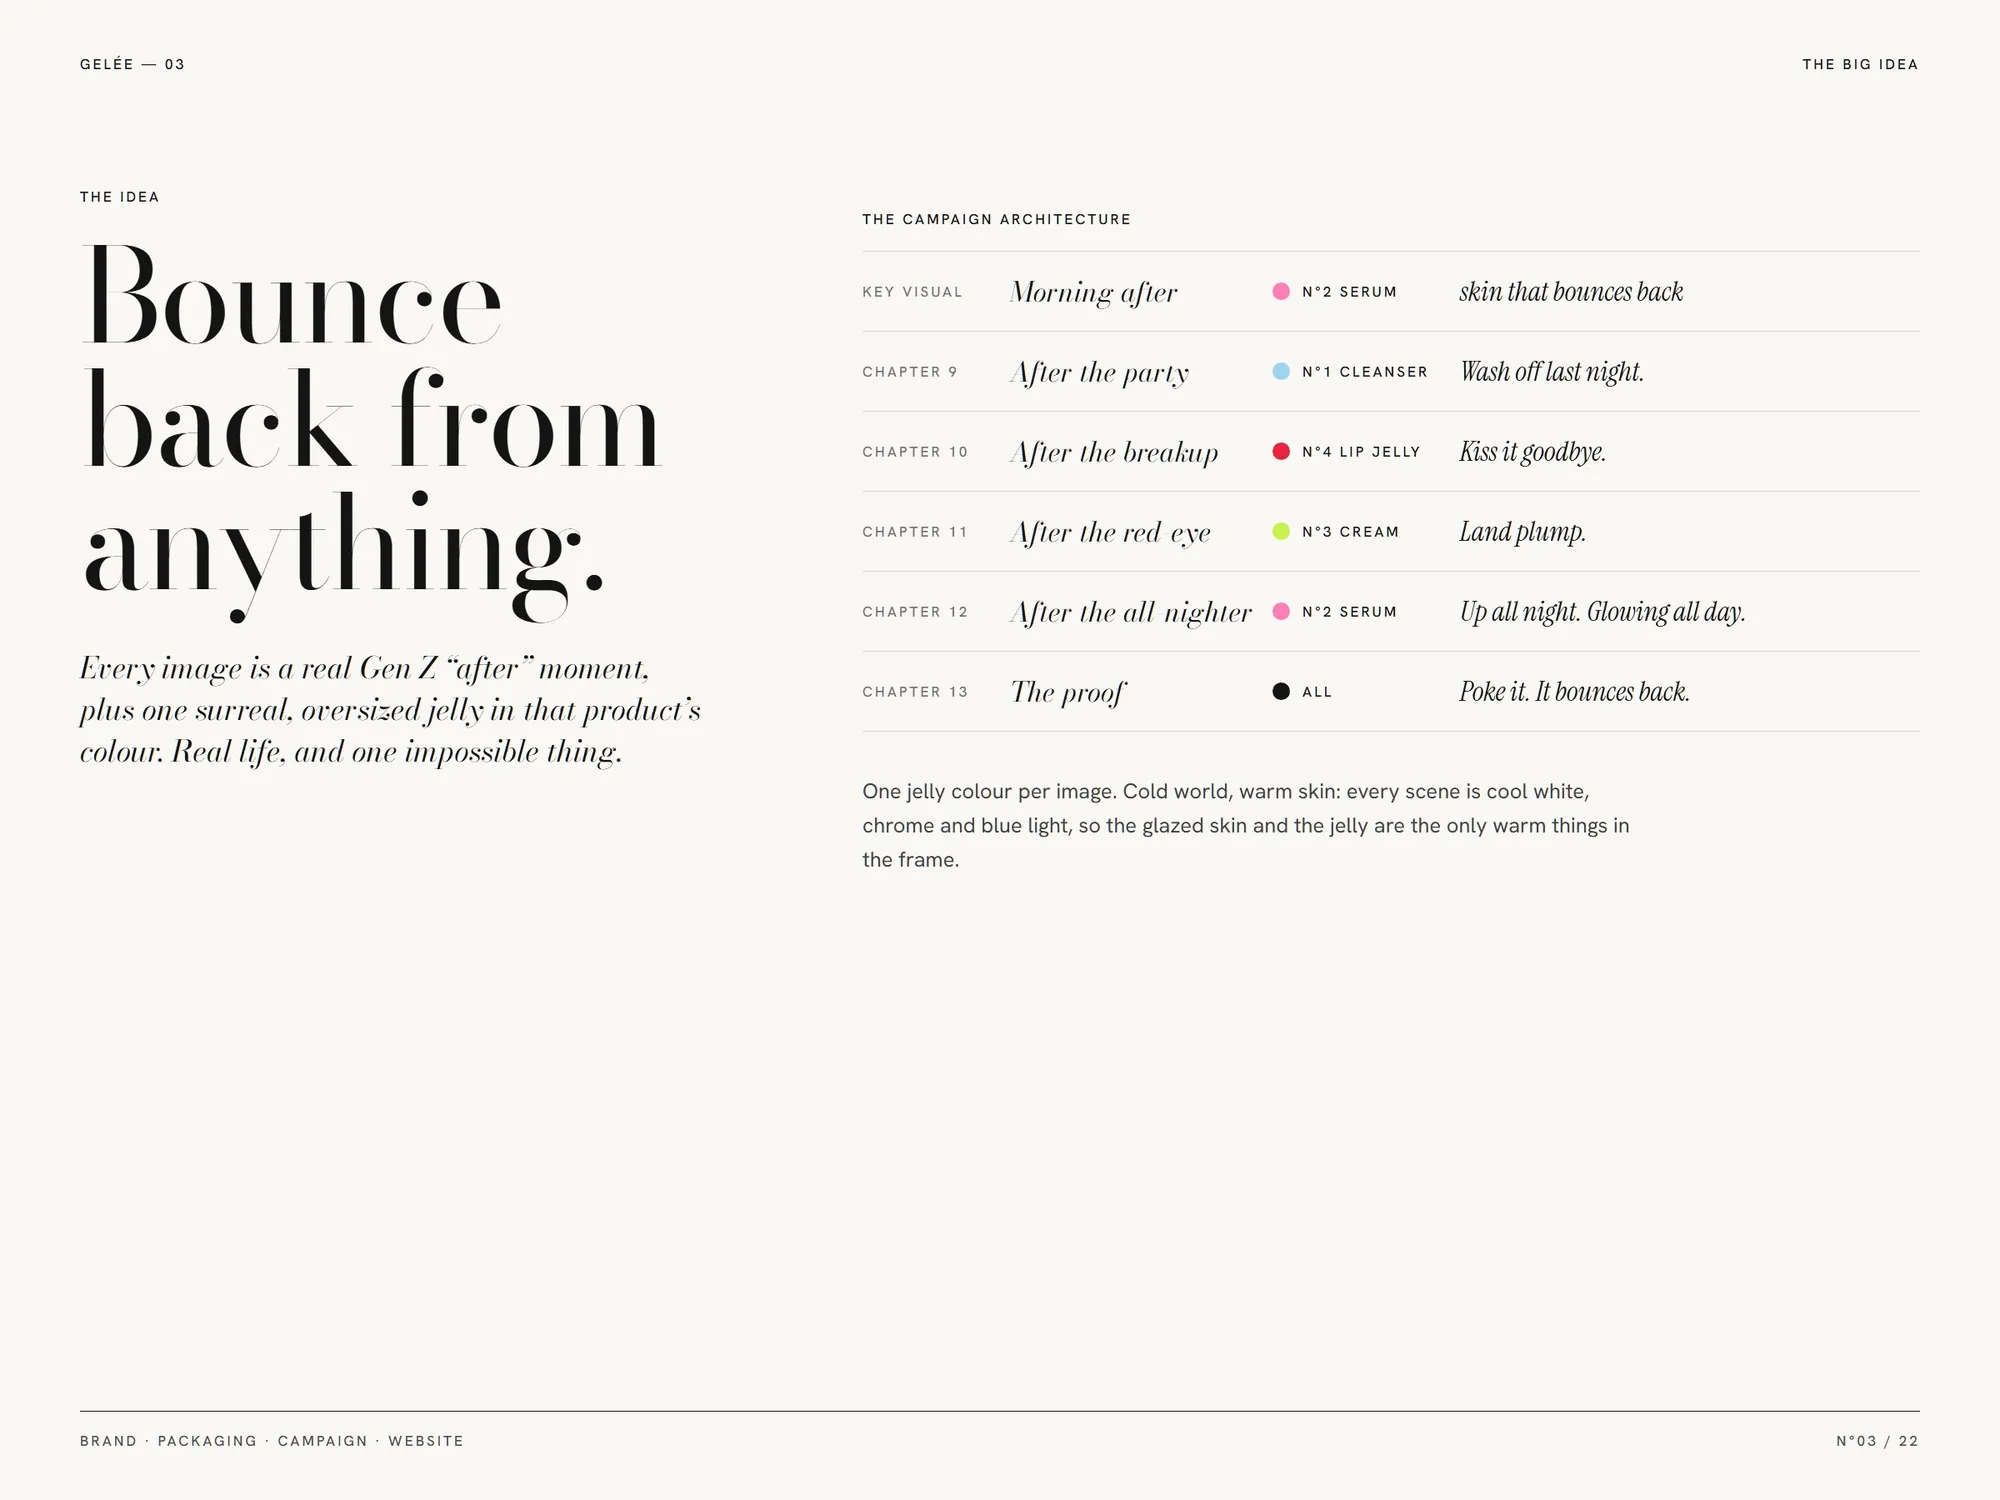 GELÉE — 03
THE BIG IDEA
THE IDEA
Bounce
back from
anything.
Every image is a real Gen Z “after” moment,
plus one surreal, oversized jelly in that product’s
colour. Real life, and one impossible thing.
THE CAMPAIGN ARCHITECTURE
KEY VISUAL Morning after N°2 SERUM skin that bounces back
CHAPTER 9 After the party N°1 CLEANSER Wash off last night.
CHAPTER 10 After the breakup N°4 LIP JELLY Kiss it goodbye.
CHAPTER 11 After the red-eye N°3 CREAM Land plump.
CHAPTER 12 After the all-nighter N°2 SERUM Up all night. Glowing all day.
CHAPTER 13 The proof ALL Poke it. It bounces back.
One jelly colour per image. Cold world, warm skin: every scene is cool white,
chrome and blue light, so the glazed skin and the jelly are the only warm things in
the frame.
BRAND · PACKAGING · CAMPAIGN · WEBSITE
N°03 / 22